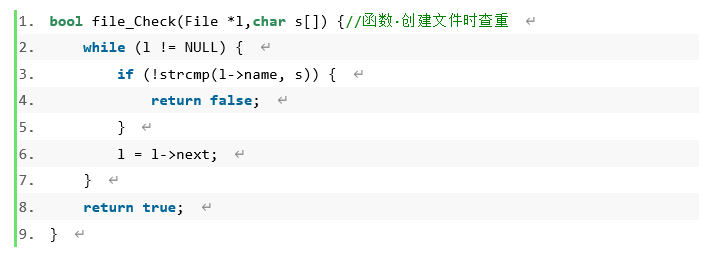 1. bool file_Check(File *l,char s[]) {//函数·创建文件时查重 ↵
2. while (l != NULL) { ↵
3. if (!strcmp(l->name, s)) { ↵
4. return false; ↵
5. } ↵
6. l = l->next; ↵
7. } ↵
8. return true; ↵
9. } ↵